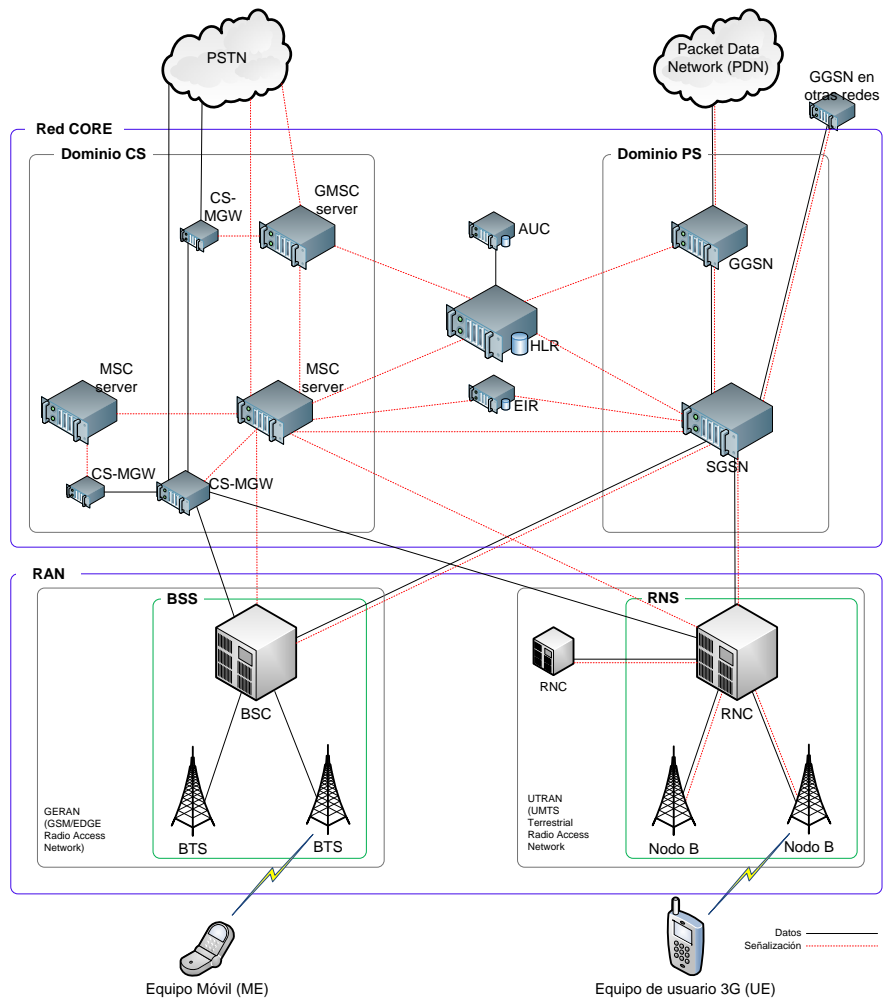 PSTN
Packet Data
Network (PDN)
GGSN en
otras redes
Red CORE
Dominio CS
Dominio PS
CS-
MGW
GMSC
server
AUC
GGSN
HLR
MSC
server
MSC
server
EIR
CS-MGW
CS-MGW
SGSN
RAN
BSS
RNS
BSC
RNC
RNC
GERAN
(GSM/EDGE
Radio Access
Network)
BTS
BTS
UTRAN
(UMTS
Terrestrial
Radio Access
Network
Nodo B
Nodo B
Datos
Señalización
Equipo Móvil (ME)
Equipo de usuario 3G (UE)